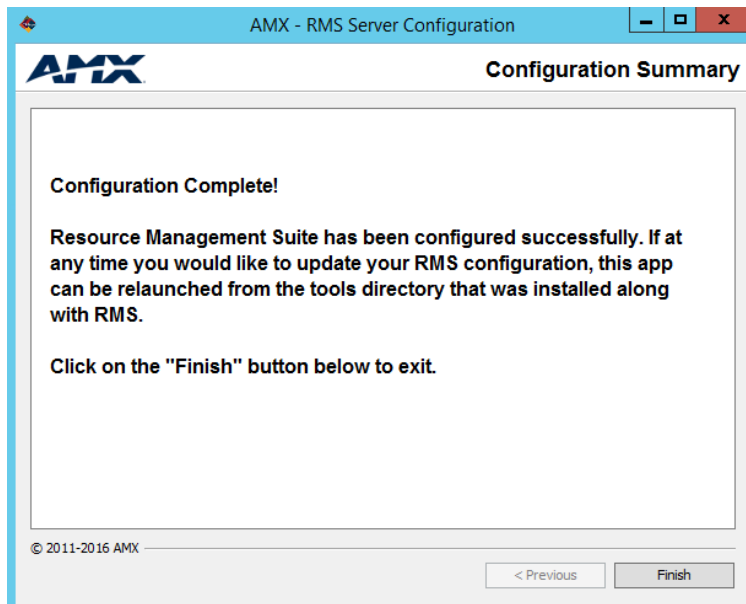 AMX - RMS Server Configuration
AMX
Configuration Summary
Configuration Complete!
Resource Management Suite has been configured successfully. If at
any time you would like to update your RMS configuration, this app
can be relaunched from the tools directory that was installed along
with RMS.
Click on the "Finish" button below to exit.
© 2011-2016 AMX
< Previous
Finish